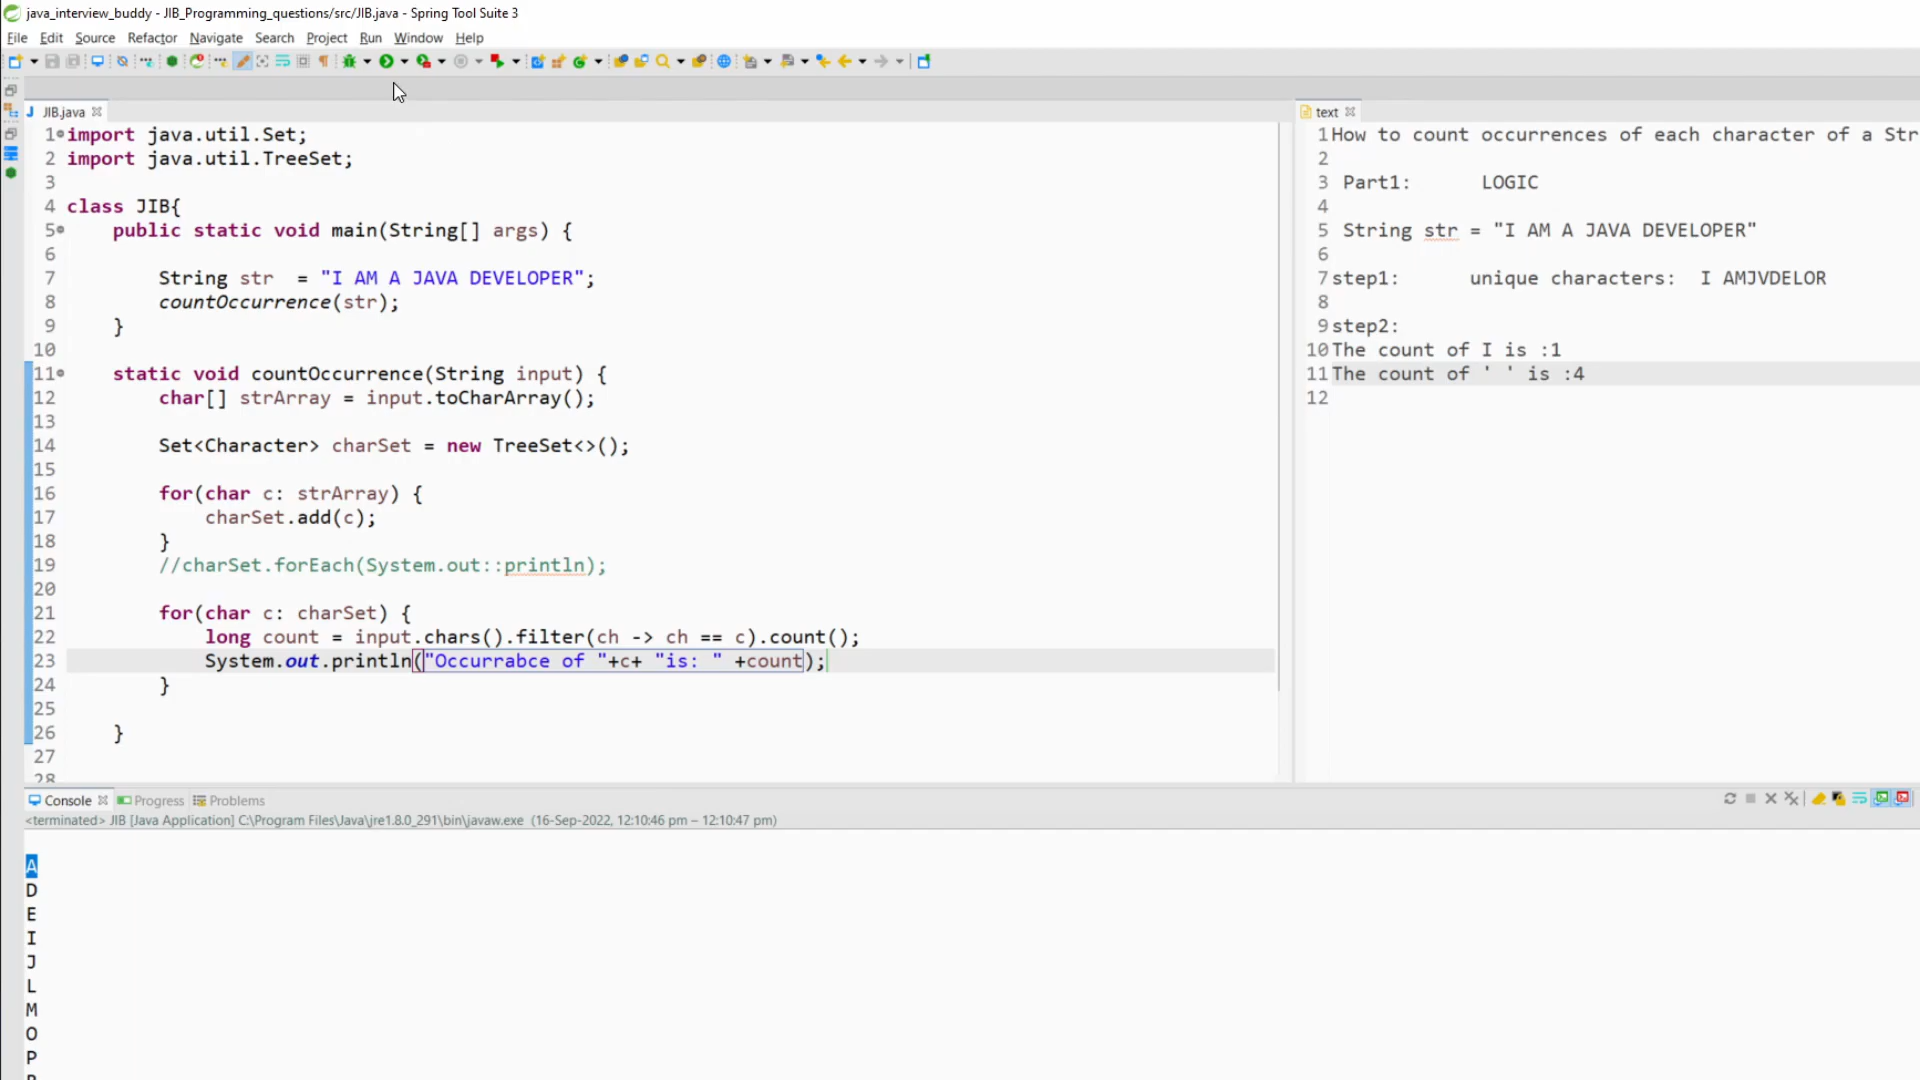 java_interview_buddy - JIB_Programming_questions/src/JIB.java - Spring Tool Suite 3
File Edit Source Refactor Navigate Search Project Run Window Help
JIB.java
1 import java.util.Set;
2 import java.util.TreeSet;
3
4 class JIB{
5 public static void main(String[] args) {
6
7 String str  = "I AM A JAVA DEVELOPER";
8 countOccurrence(str);
9 }
10
11 static void countOccurrence(String input) {
12 char[] strArray = input.toCharArray();
13
14 Set<Character> charSet = new TreeSet<>();
15
16 for(char c: strArray) {
17 charSet.add(c);
18 }
19 //charSet.forEach(System.out::println);
20
21 for(char c: charSet) {
22 long count = input.chars().filter(ch -> ch == c).count();
23 System.out.println("Occurrabce of "+c+ "is: " +count);
24 }
25
26 }
27
28
text
1 How to count occurrences of each character of a Str
2
3 Part1: LOGIC
4
5 String str = "I AM A JAVA DEVELOPER"
6
7 step1: unique characters: I AMJVDELOR
8
9 step2:
10 The count of I is :1
11 The count of ' ' is :4
12
Console Progress Problems
<terminated> JIB [Java Application] C:\Program Files\Java\jre1.8.0_291\bin\javaw.exe (16-Sep-2022, 12:10:46 pm – 12:10:47 pm)
A
D
E
I
J
L
M
O
P